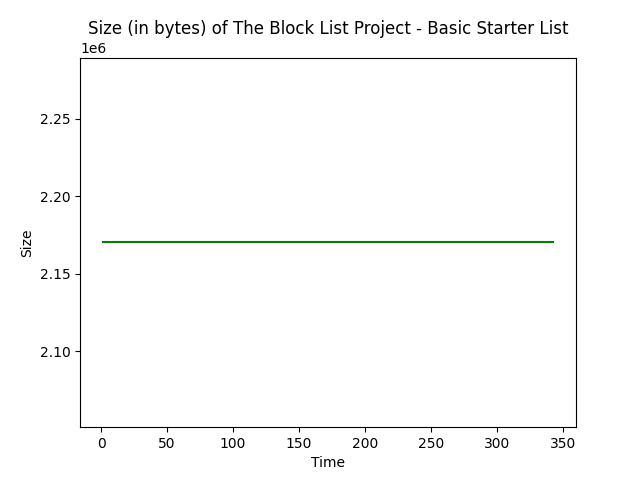 Size (in bytes) of The Block List Project - Basic Starter List
1e6
2.25
2.20
2.15
2.10
Size
0 50 100 150 200 250 300 350
Time